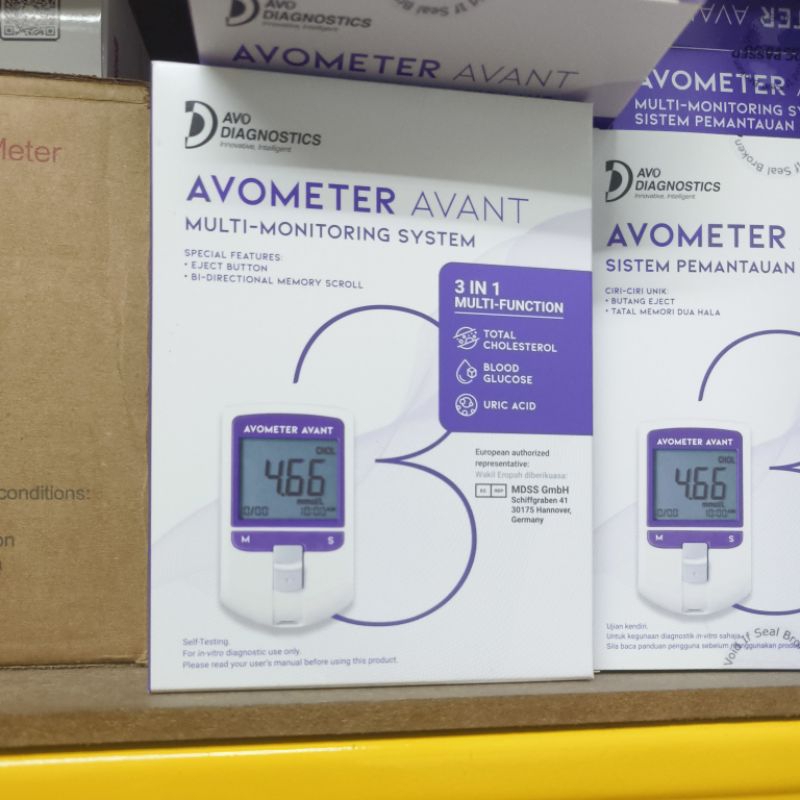 AVO
DIAGNOSTICS
Innovative, Intelligent
AVOMETER AVANT
Meter
conditions:
AVO
DIAGNOSTICS
Innovative, Intelligent
AVOMETER AVANT
MULTI-MONITORING SYSTEM
SPECIAL FEATURES:
• EJECT BUTTON
• BI-DIRECTIONAL MEMORY SCROLL
3 IN 1
MULTI-FUNCTION
TOTAL
CHOLESTEROL
BLOOD
GLUCOSE
URIC ACID
European authorized
representative:
Wakil Eropah diberikuasa:
EC REP
MDSS GmbH
Schiffgraben 41
30175 Hannover,
Germany
AVOMETER AVANT
CHOL
4.66
mmol/L
10:00
M S
Self-Testing.
For in-vitro diagnostic use only.
Please read your user's manual before using this product.
AVOMETER
MULTI-MONITORING
SISTEM PEMANTAUAN
Seal Broken
AVO
DIAGNOSTICS
Innovative, Intelligent
AVOMETER
SISTEM PEMANTAUAN
CIRI-CIRI UNIK:
• BUTANG EJECT
• TATAL MEMORI DUA HALA
AVOMETER AVANT
CHOL
4.66
mmol/L
10:00
M S
Ujian kendiri.
Untuk kegunaan diagnostik in-vitro sahaja.
Sila baca panduan pengguna sebelum menggunakan
Void If Seal